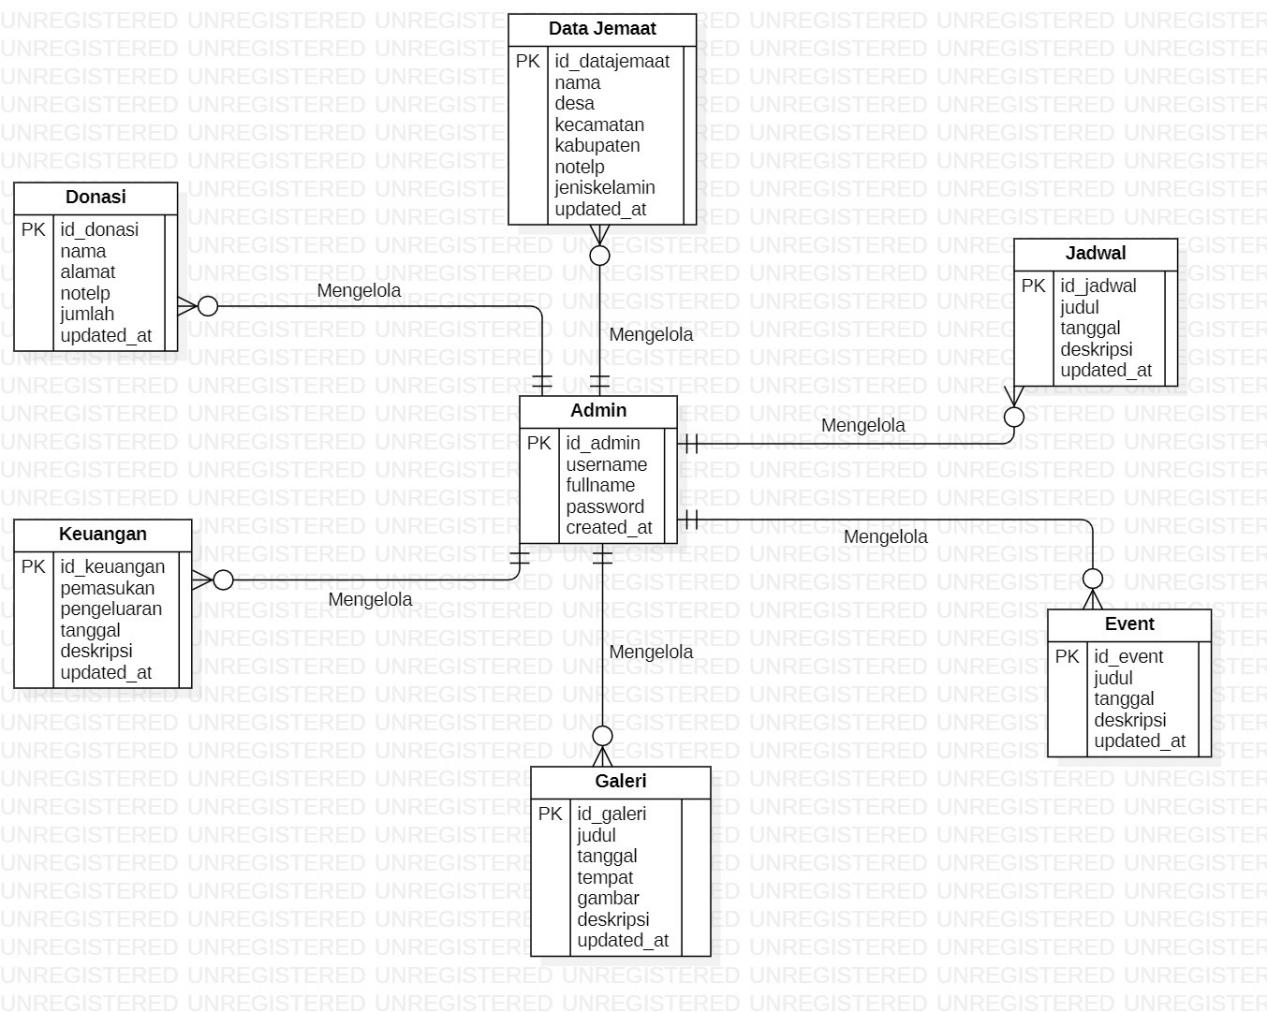 Data Jemaat
PK id_datajemaat
nama
desa
kecamatan
kabupaten
notelp
jeniskelamin
updated_at
Donasi
PK id_donasi
nama
alamat
notelp
jumlah
updated_at
Mengelola
Mengelola
Jadwal
PK id_jadwal
judul
tanggal
deskripsi
updated_at
Mengelola
Admin
PK id_admin
username
fullname
password
created_at
Mengelola
Keuangan
PK id_keuangan
pemasukan
pengeluaran
tanggal
deskripsi
updated_at
Mengelola
Mengelola
Event
PK id_event
judul
tanggal
deskripsi
updated_at
Galeri
PK id_galeri
judul
tanggal
tempat
gambar
deskripsi
updated_at
UNREGISTERED